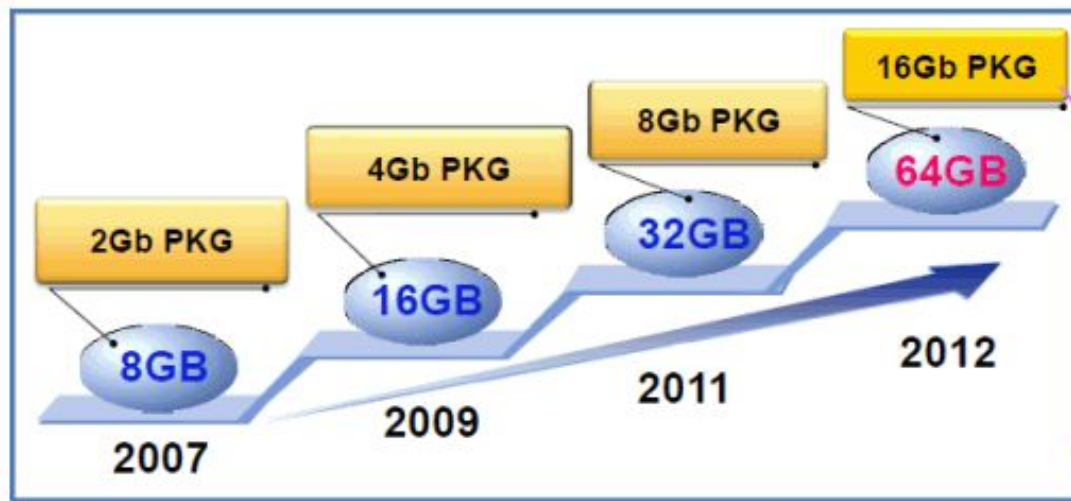 16Gb PKG
8Gb PKG
4Gb PKG
2Gb PKG
64GB
32GB
16GB
8GB
2012
2011
2009
2007